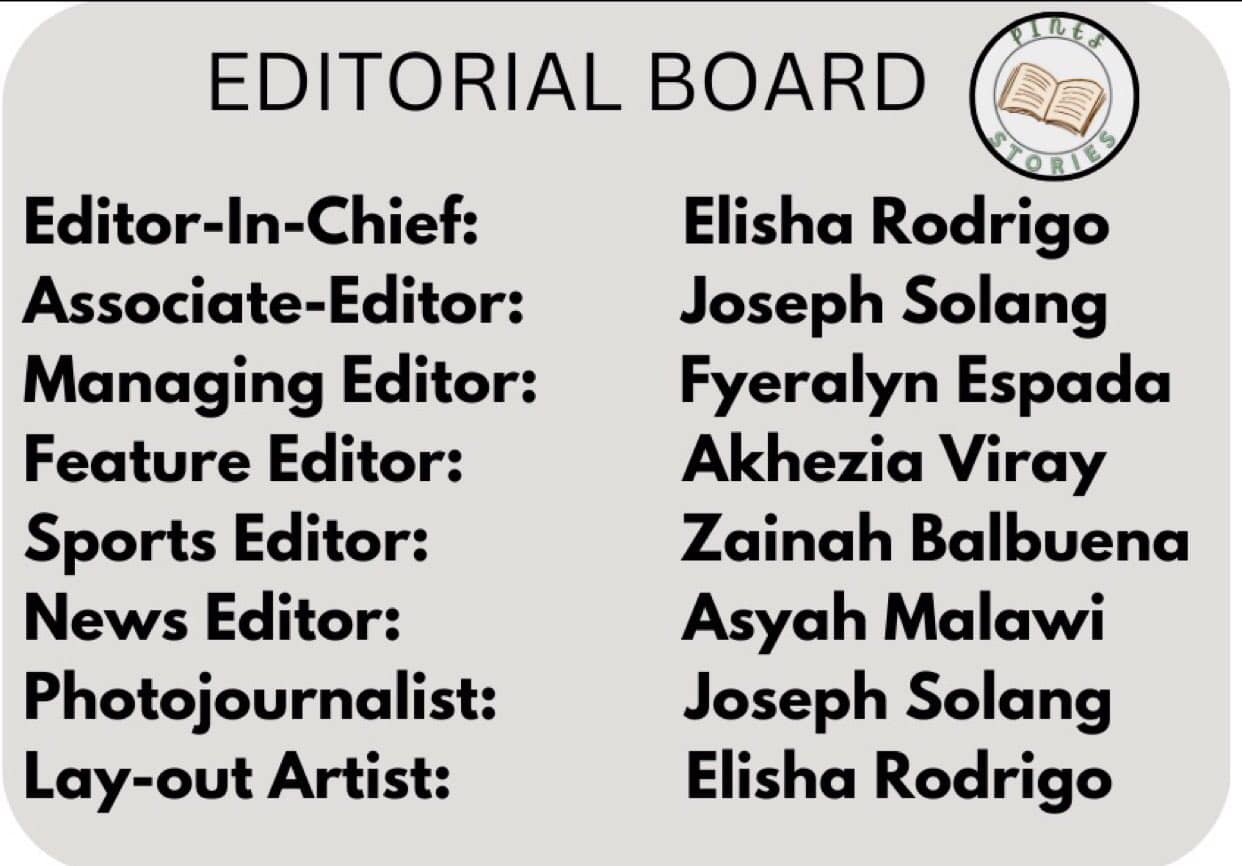 EDITORIAL BOARD
PINES
STORIES
Editor-In-Chief: Elisha Rodrigo
Associate-Editor: Joseph Solang
Managing Editor: Fyeralyn Espada
Feature Editor: Akhezia Viray
Sports Editor: Zainah Balbuena
News Editor: Asyah Malawi
Photojournalist: Joseph Solang
Lay-out Artist: Elisha Rodrigo